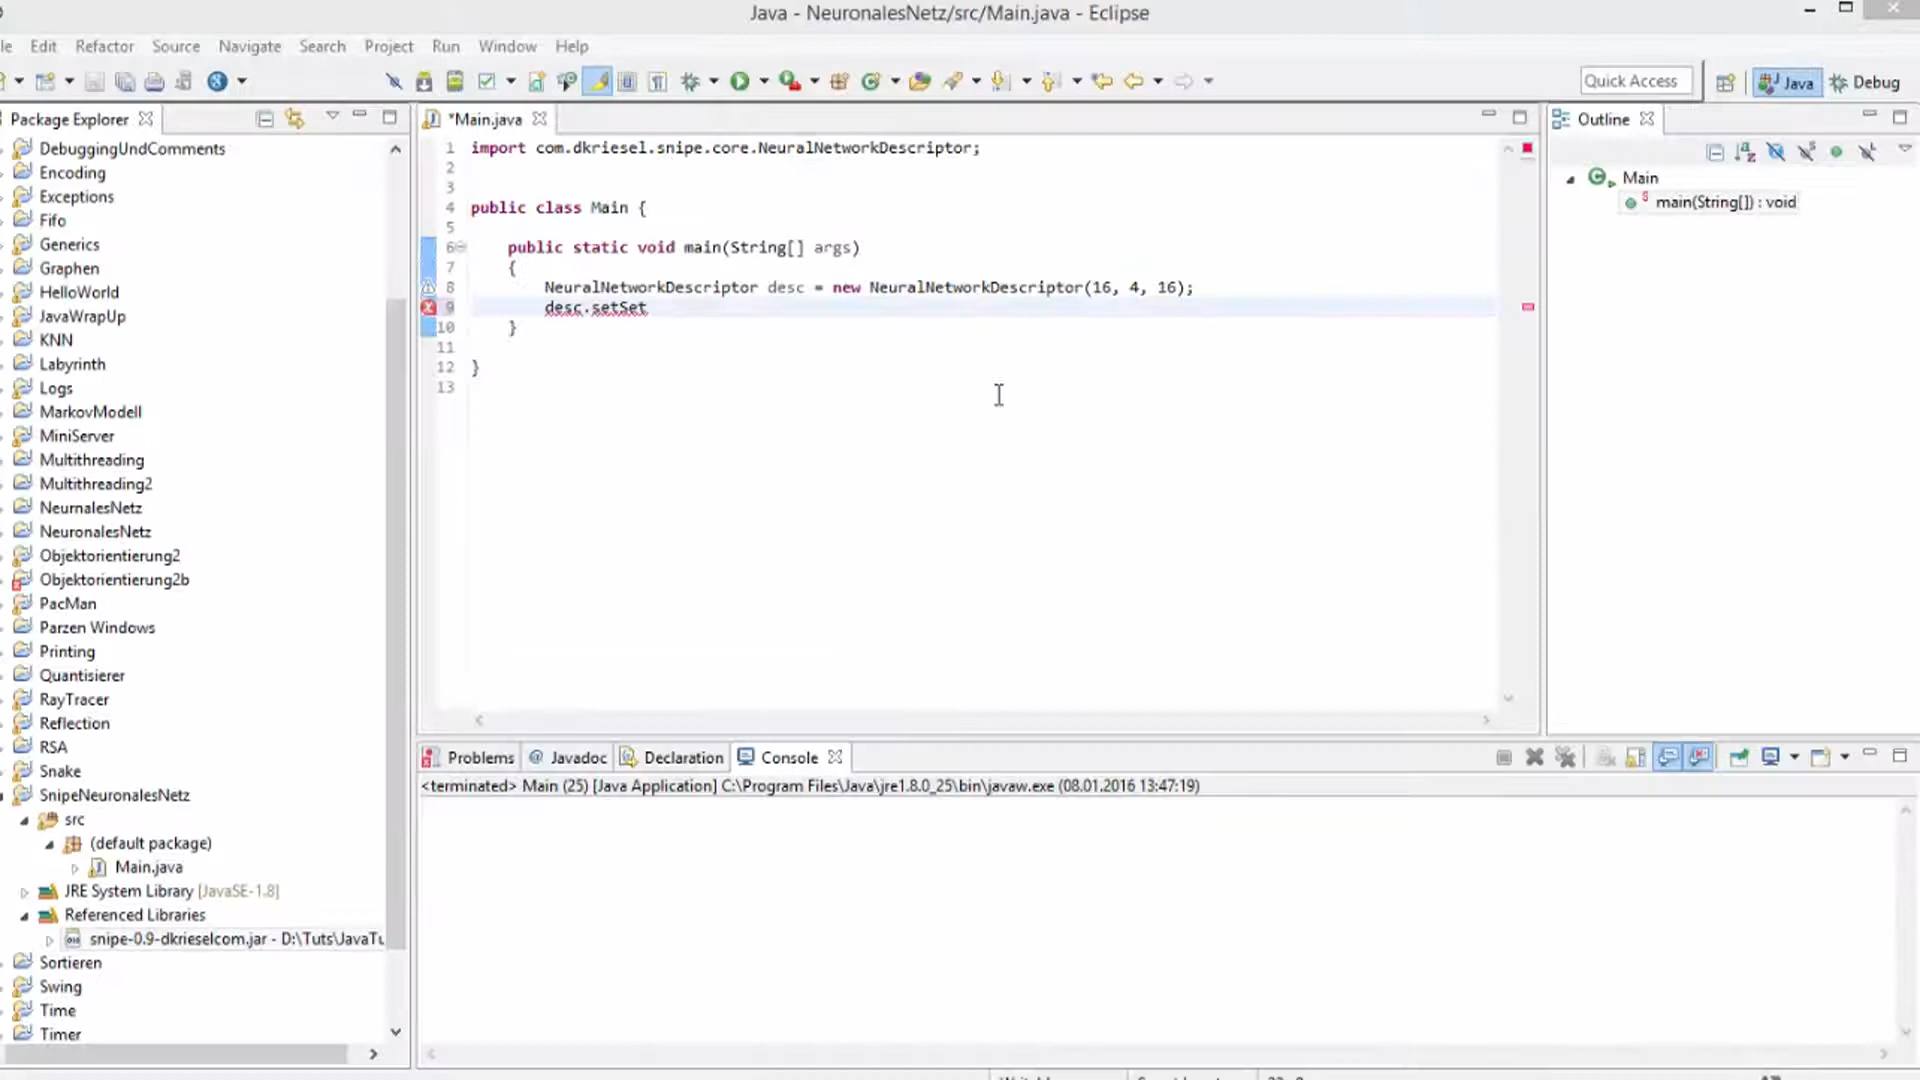 Java - NeuronalesNetz/src/Main.java - Eclipse
le Edit Refactor Source Navigate Search Project Run Window Help
Quick Access
Java
Debug
Package Explorer
DebuggingUndComments
Encoding
Exceptions
Fifo
Generics
Graphen
HelloWorld
JavaWrapUp
KNN
Labyrinth
Logs
MarkovModell
MiniServer
Multithreading
Multithreading2
NeurnalesNetz
NeuronalesNetz
Objektorientierung2
Objektorientierung2b
PacMan
Parzen Windows
Printing
Quantisierer
RayTracer
Reflection
RSA
Snake
SnipeNeuronalesNetz
src
(default package)
Main.java
JRE System Library [JavaSE-1.8]
Referenced Libraries
snipe-0.9-dkrieselcom.jar - D:\Tuts\JavaTu
Sortieren
Swing
Time
Timer
*Main.java
1 import com.dkriesel.snipe.core.NeuralNetworkDescriptor;
2
3
4 public class Main {
5
6 public static void main(String[] args)
7 {
8 NeuralNetworkDescriptor desc = new NeuralNetworkDescriptor(16, 4, 16);
9 desc.setSet
10 }
11
12 }
13
Outline
Main
main(String[]) : void
Problems @ Javadoc Declaration Console
<terminated> Main (25) [Java Application] C:\Program Files\Java\jre1.8.0_25\bin\javaw.exe (08.01.2016 13:47:19)